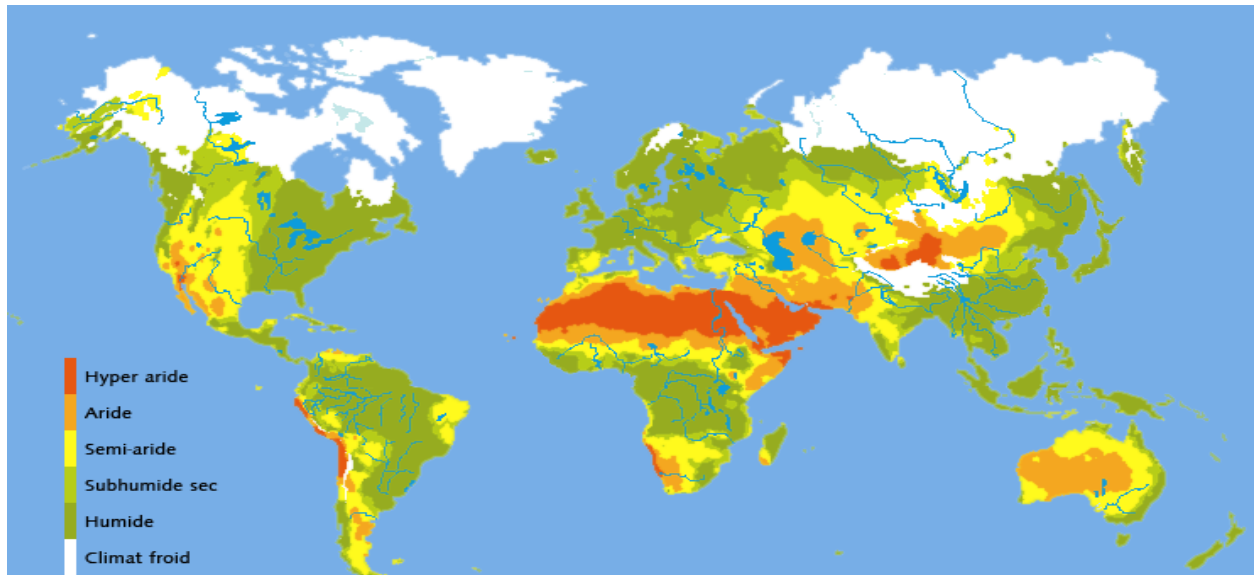 Hyper aride
Aride
Semi-aride
Subhumide sec
Humide
Climat froid